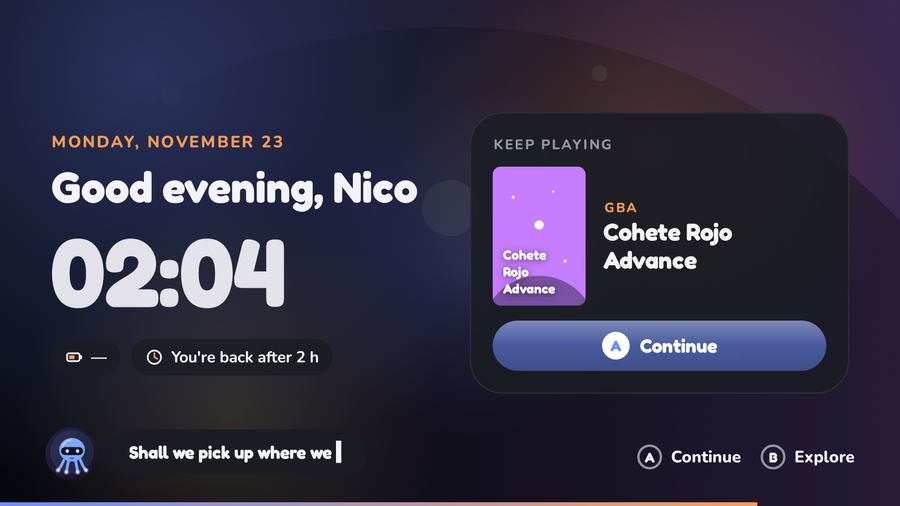 MONDAY, NOVEMBER 23
Good evening, Nico
02:04
—
You're back after 2 h
Shall we pick up where we
KEEP PLAYING
Cohete
Rojo
Advance
GBA
Cohete Rojo
Advance
A Continue
A Continue
B Explore